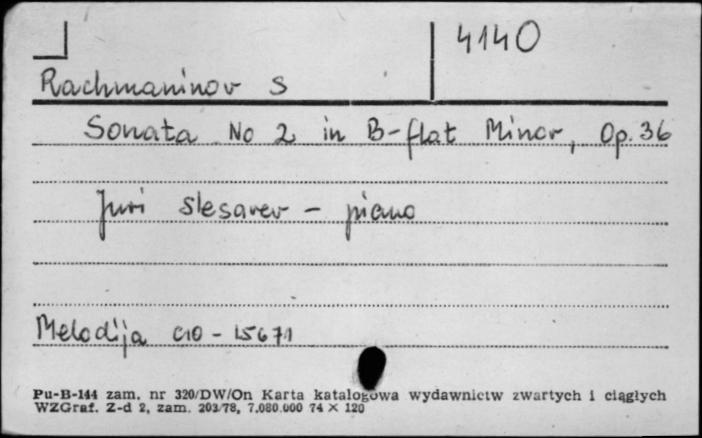 4140
Rachmaninov S
Sonata No 2 in B-flat Minor, Op. 36
Juri Slesarev - piano
Melodija C10 - 15671
Pu-B-144 zam. nr 320/DW/On Karta katalogowa wydawnictw zwartych i ciągłych
WZGraf. Z-d 2, zam. 203/78, 7.080.000 74 × 120